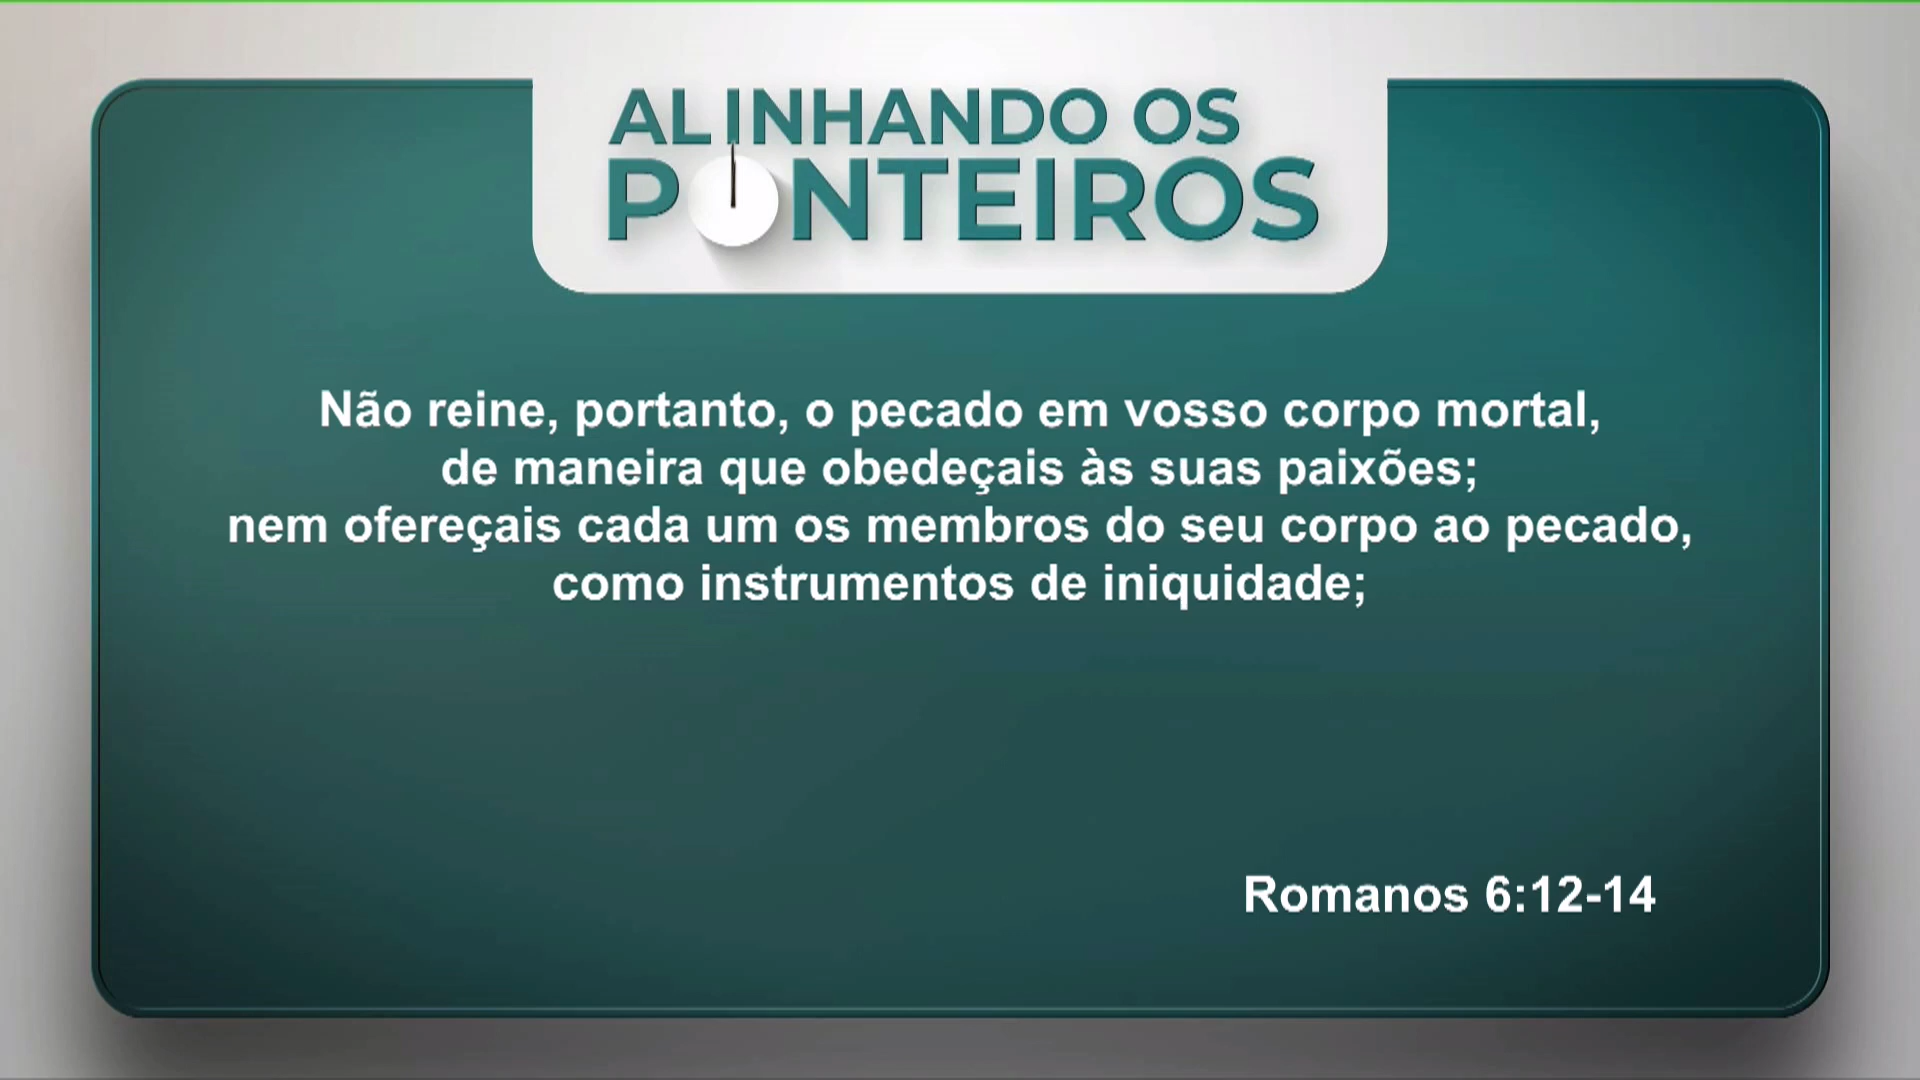 ALINHANDO OS
PONTEIROS
Não reine, portanto, o pecado em vosso corpo mortal,
de maneira que obedeçais às suas paixões;
nem ofereçais cada um os membros do seu corpo ao pecado,
como instrumentos de iniquidade;
Romanos 6:12-14